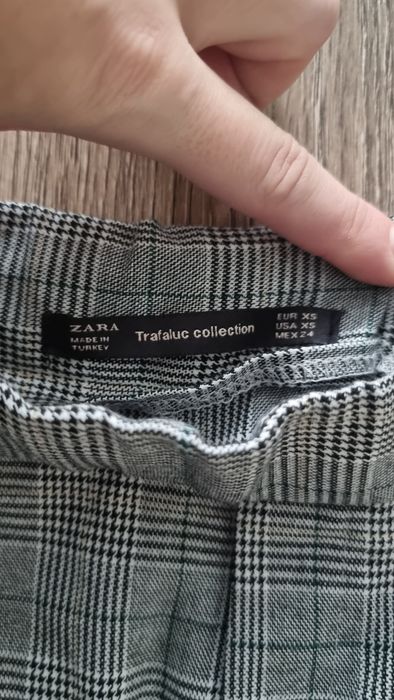 ZARA
MADE IN
TURKEY
Trafaluc collection
EUR XS
USA XS
MEX 24